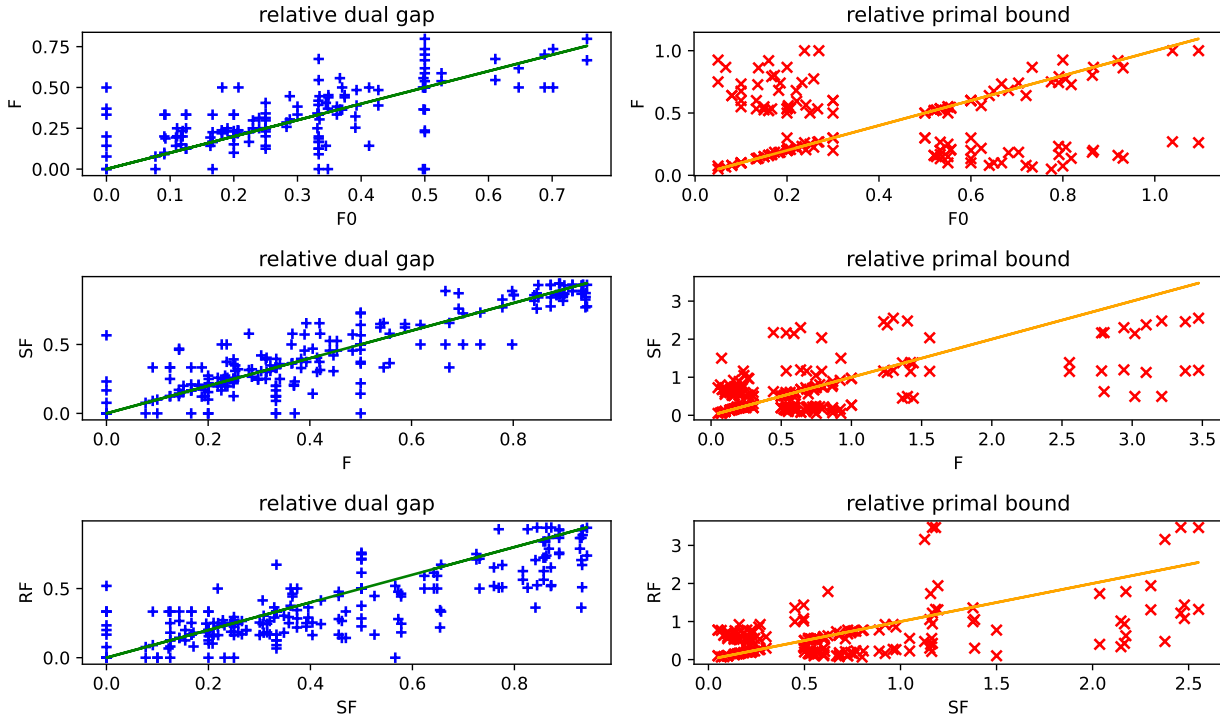 relative dual gap
F
0.75
0.50
0.25
0.00
0.0 0.1 0.2 0.3 0.4 0.5 0.6 0.7
F0
relative primal bound
F
1.0
0.5
0.0
0.0 0.2 0.4 0.6 0.8 1.0
F0
relative dual gap
SF
0.5
0.0
0.0 0.2 0.4 0.6 0.8
F
relative primal bound
SF
3
2
1
0
0.0 0.5 1.0 1.5 2.0 2.5 3.0 3.5
F
relative dual gap
RF
0.5
0.0
0.0 0.2 0.4 0.6 0.8
SF
relative primal bound
RF
3
2
1
0
0.0 0.5 1.0 1.5 2.0 2.5
SF